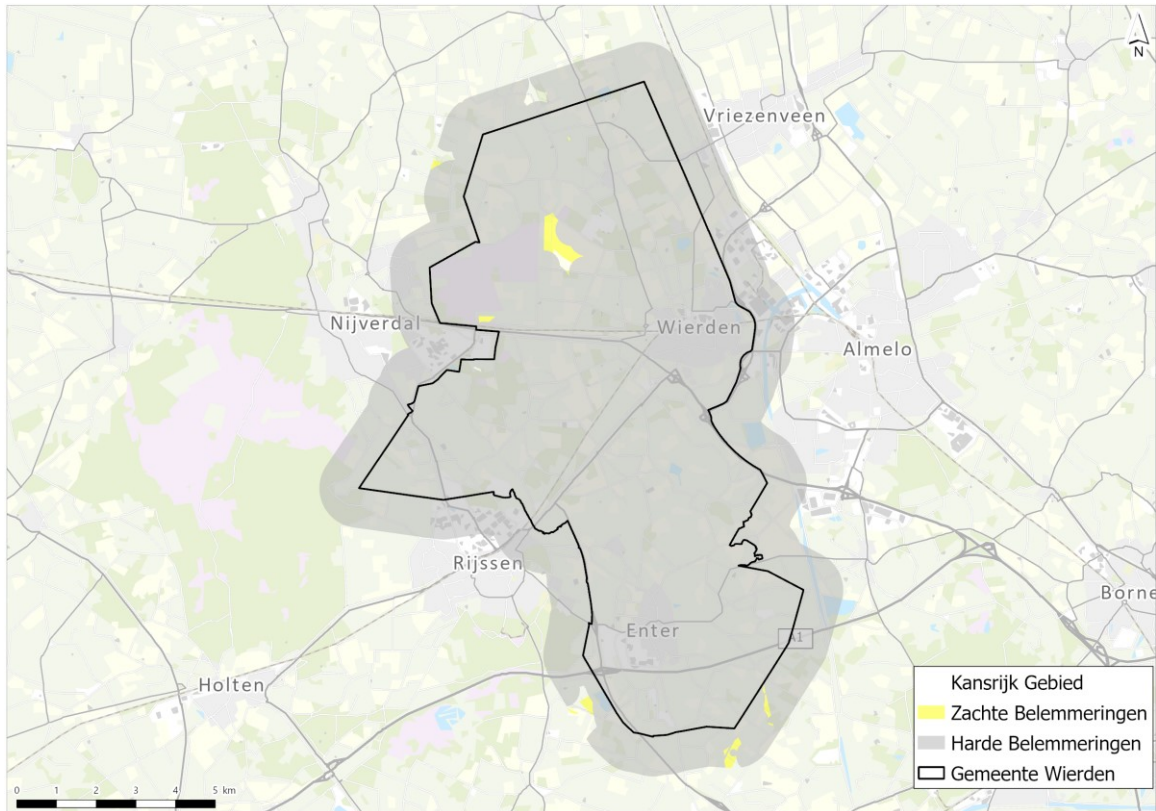 N
Vriezenveen
Nijverdal
Wierden
Almelo
Rijssen
Enter
A1
Borne
Holten
Kansrijk Gebied
Zachte Belemmeringen
Harde Belemmeringen
Gemeente Wierden
0 1 2 3 4 5 km